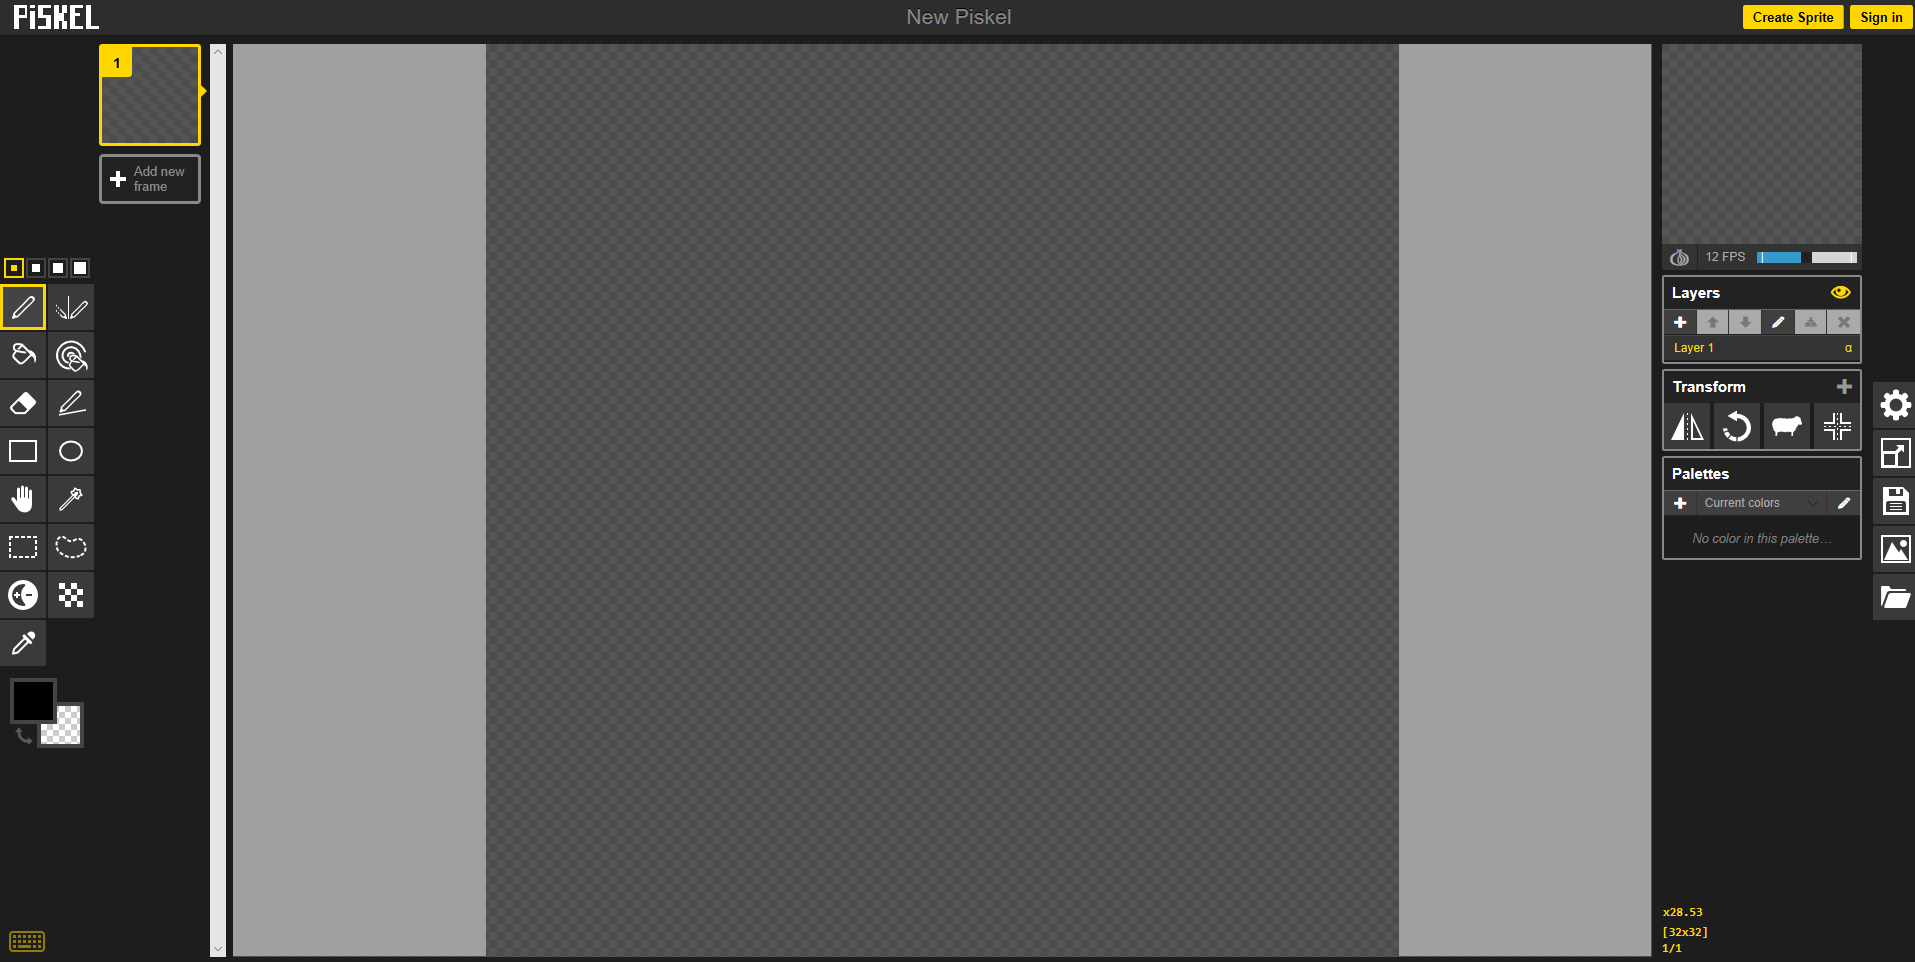 PiSKEL
New Piskel
Create Sprite
Sign in
1
Add new
frame
12 FPS
Layers
Layer 1
α
Transform
Palettes
Current colors
No color in this palette...
x28.53
[32x32]
1/1